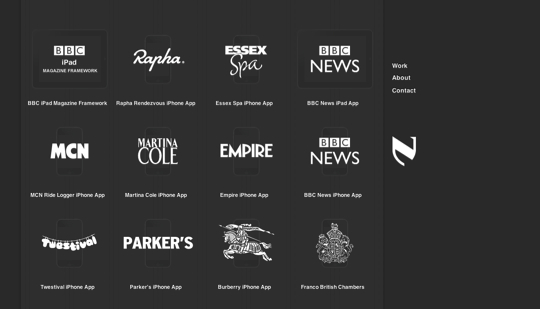 BBC
iPad
MAGAZINE FRAMEWORK
Rapha.
ESSEX
Spa
BBC
NEWS
BBC iPad Magazine Framework
Rapha Rendezvous iPhone App
Essex Spa iPhone App
BBC News iPad App
Work
About
Contact
MCN
MARTINA
COLE
EMPIRE
BBC
NEWS
MCN Ride Logger iPhone App
Martina Cole iPhone App
Empire iPhone App
BBC News iPhone App
Twestival
PARKER'S
Twestival iPhone App
Parker's iPhone App
Burberry iPhone App
Franco British Chambers